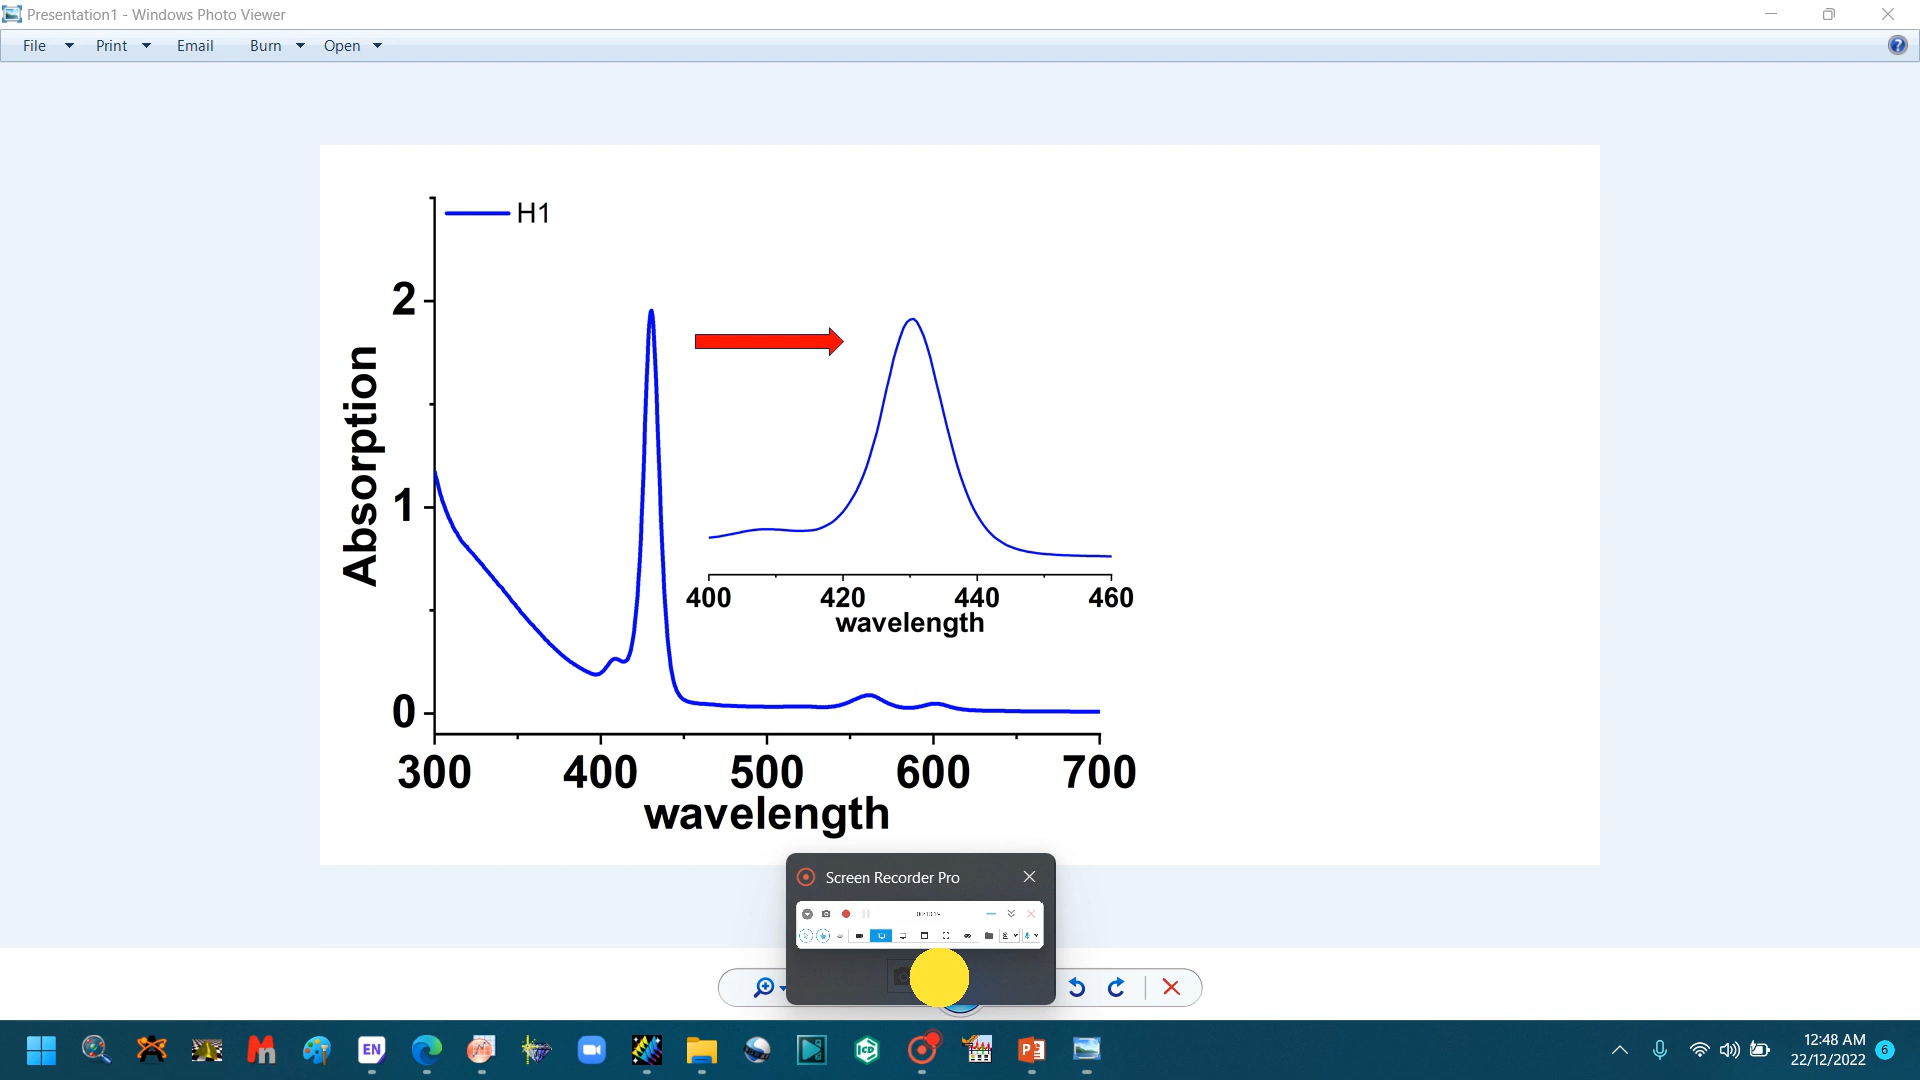 Presentation1 - Windows Photo Viewer
File Print Email Burn Open
H1
2
1
0
Absorption
300 400 500 600 700
wavelength
400 420 440 460
wavelength
Screen Recorder Pro
EN
ICD
12:48 AM
22/12/2022
6